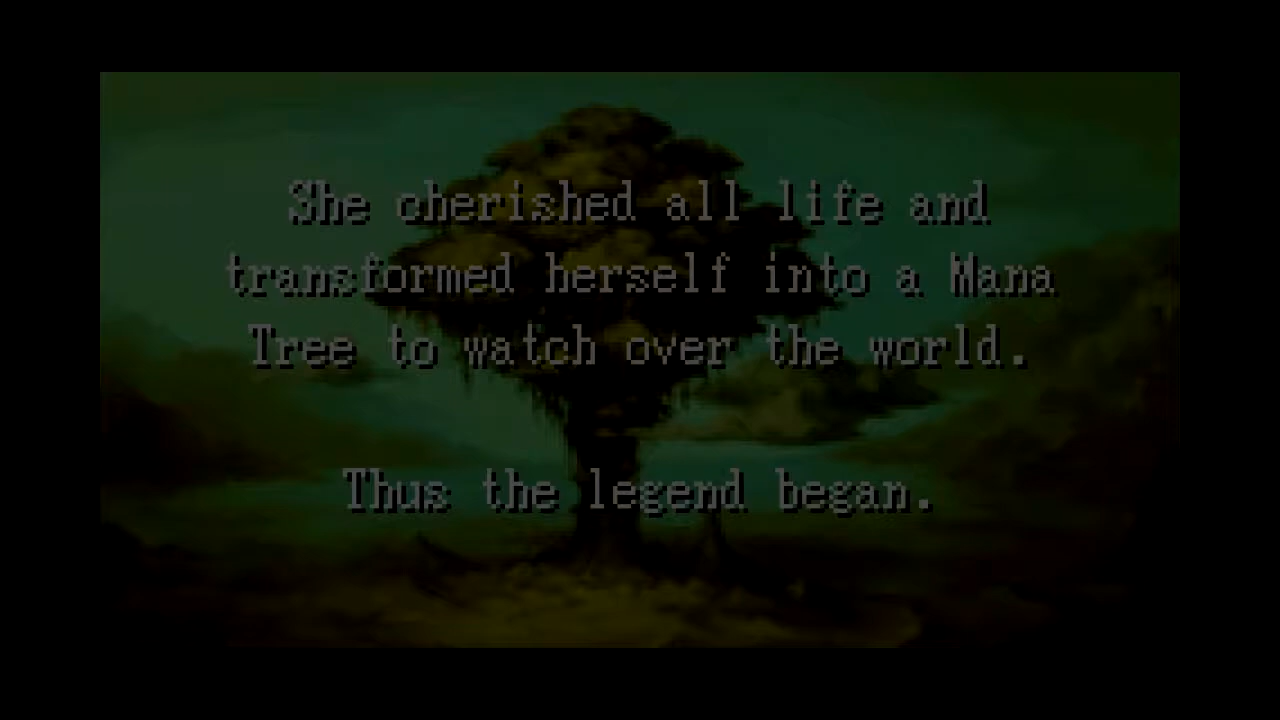 She cherished all life and
transformed herself into a Mana
Tree to watch over the world.
Thus the legend began.